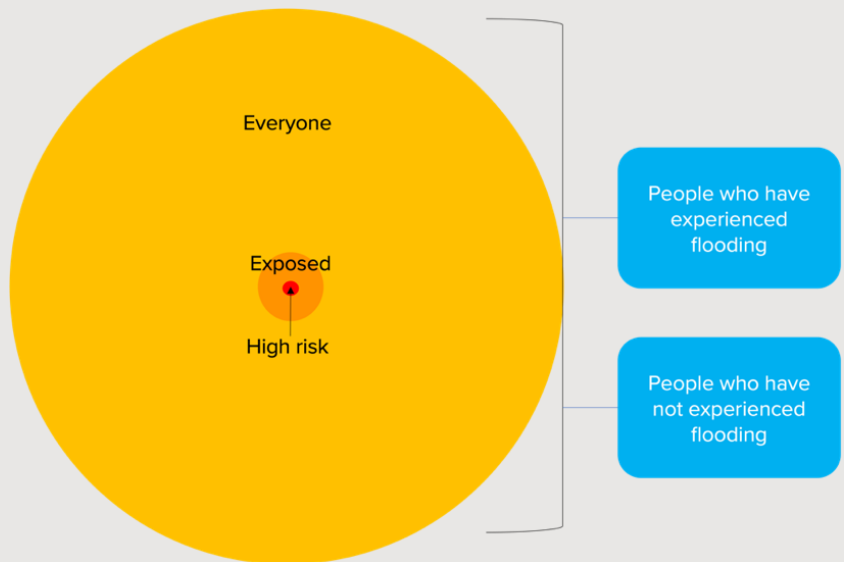 Everyone
Exposed
High risk
People who have
experienced
flooding
People who have
not experienced
flooding